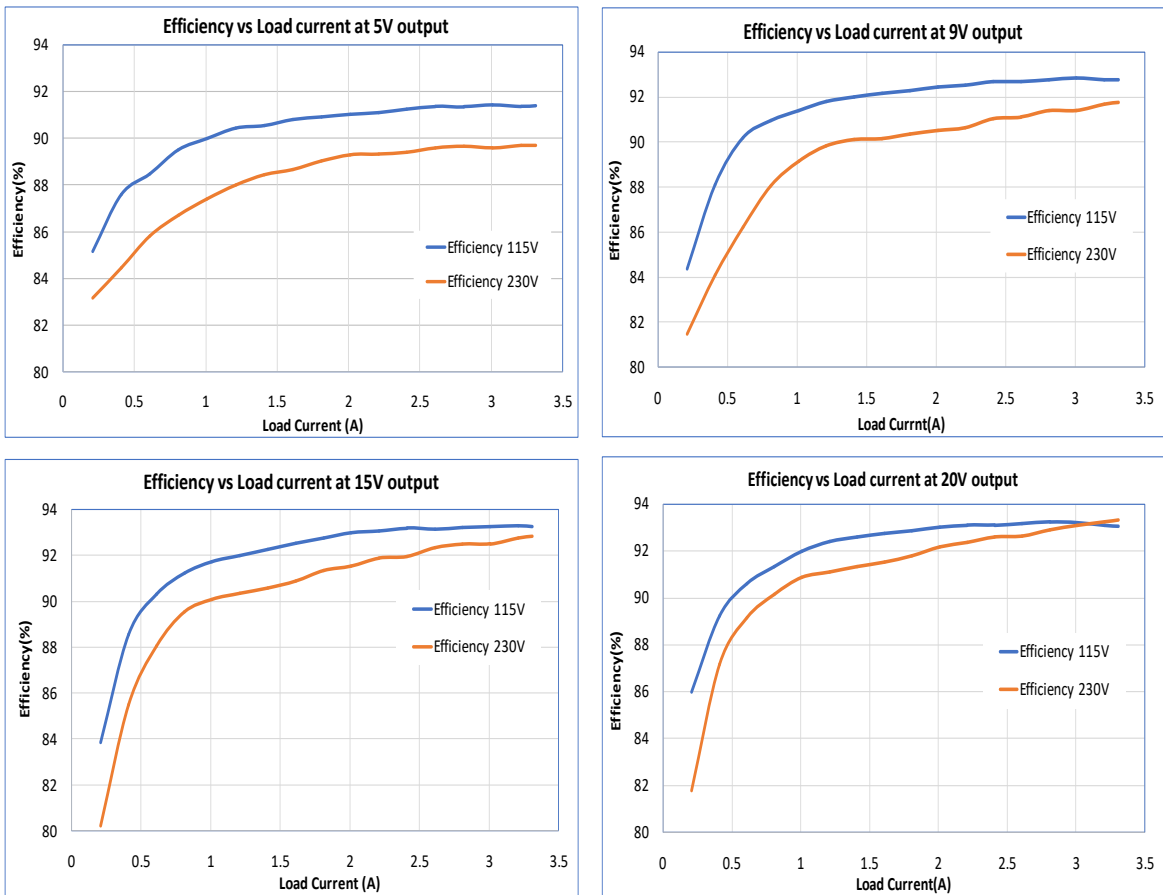 Efficiency vs Load current at 5V output
Efficiency(%)
94
92
90
88
86
84
82
80
Efficiency 115V
Efficiency 230V
0 0.5 1 1.5 2 2.5 3 3.5
Load Current (A)
Efficiency vs Load current at 9V output
Efficiency(%)
94
92
90
88
86
84
82
80
Efficiency 115V
Efficiency 230V
0 0.5 1 1.5 2 2.5 3 3.5
Load Currnt(A)
Efficiency vs Load current at 15V output
Efficiency(%)
94
92
90
88
86
84
82
80
Efficiency 115V
Efficiency 230V
0 0.5 1 1.5 2 2.5 3 3.5
Load Current (A)
Efficiency vs Load current at 20V output
Efficiency(%)
94
92
90
88
86
84
82
80
Efficiency 115V
Efficiency 230V
0 0.5 1 1.5 2 2.5 3 3.5
Load Current(A)